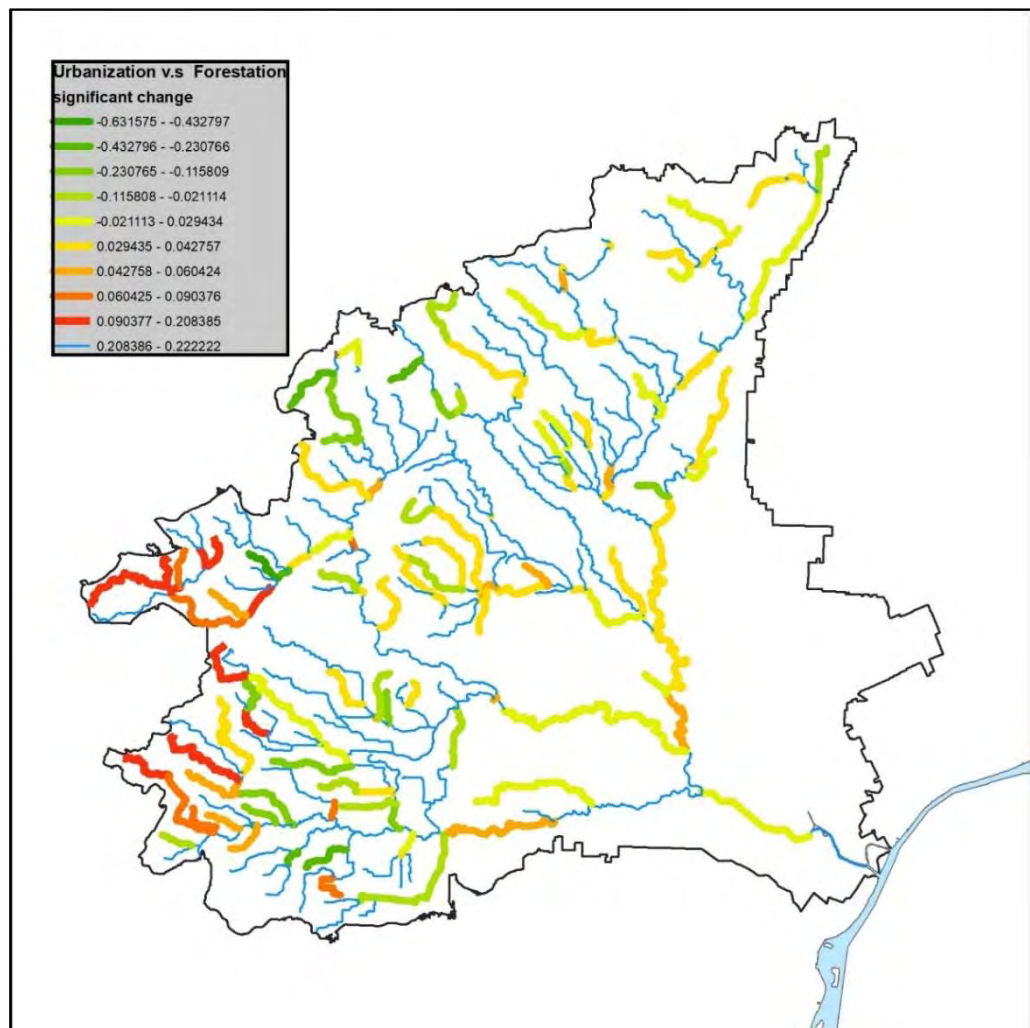 Urbanization v.s Forestation
significant change
-0.631575 - -0.432797
-0.432796 - -0.230766
-0.230765 - -0.115809
-0.115808 - -0.021114
-0.021113 - 0.029434
0.029435 - 0.042757
0.042758 - 0.060424
0.060425 - 0.090376
0.090377 - 0.208385
0.208386 - 0.222222